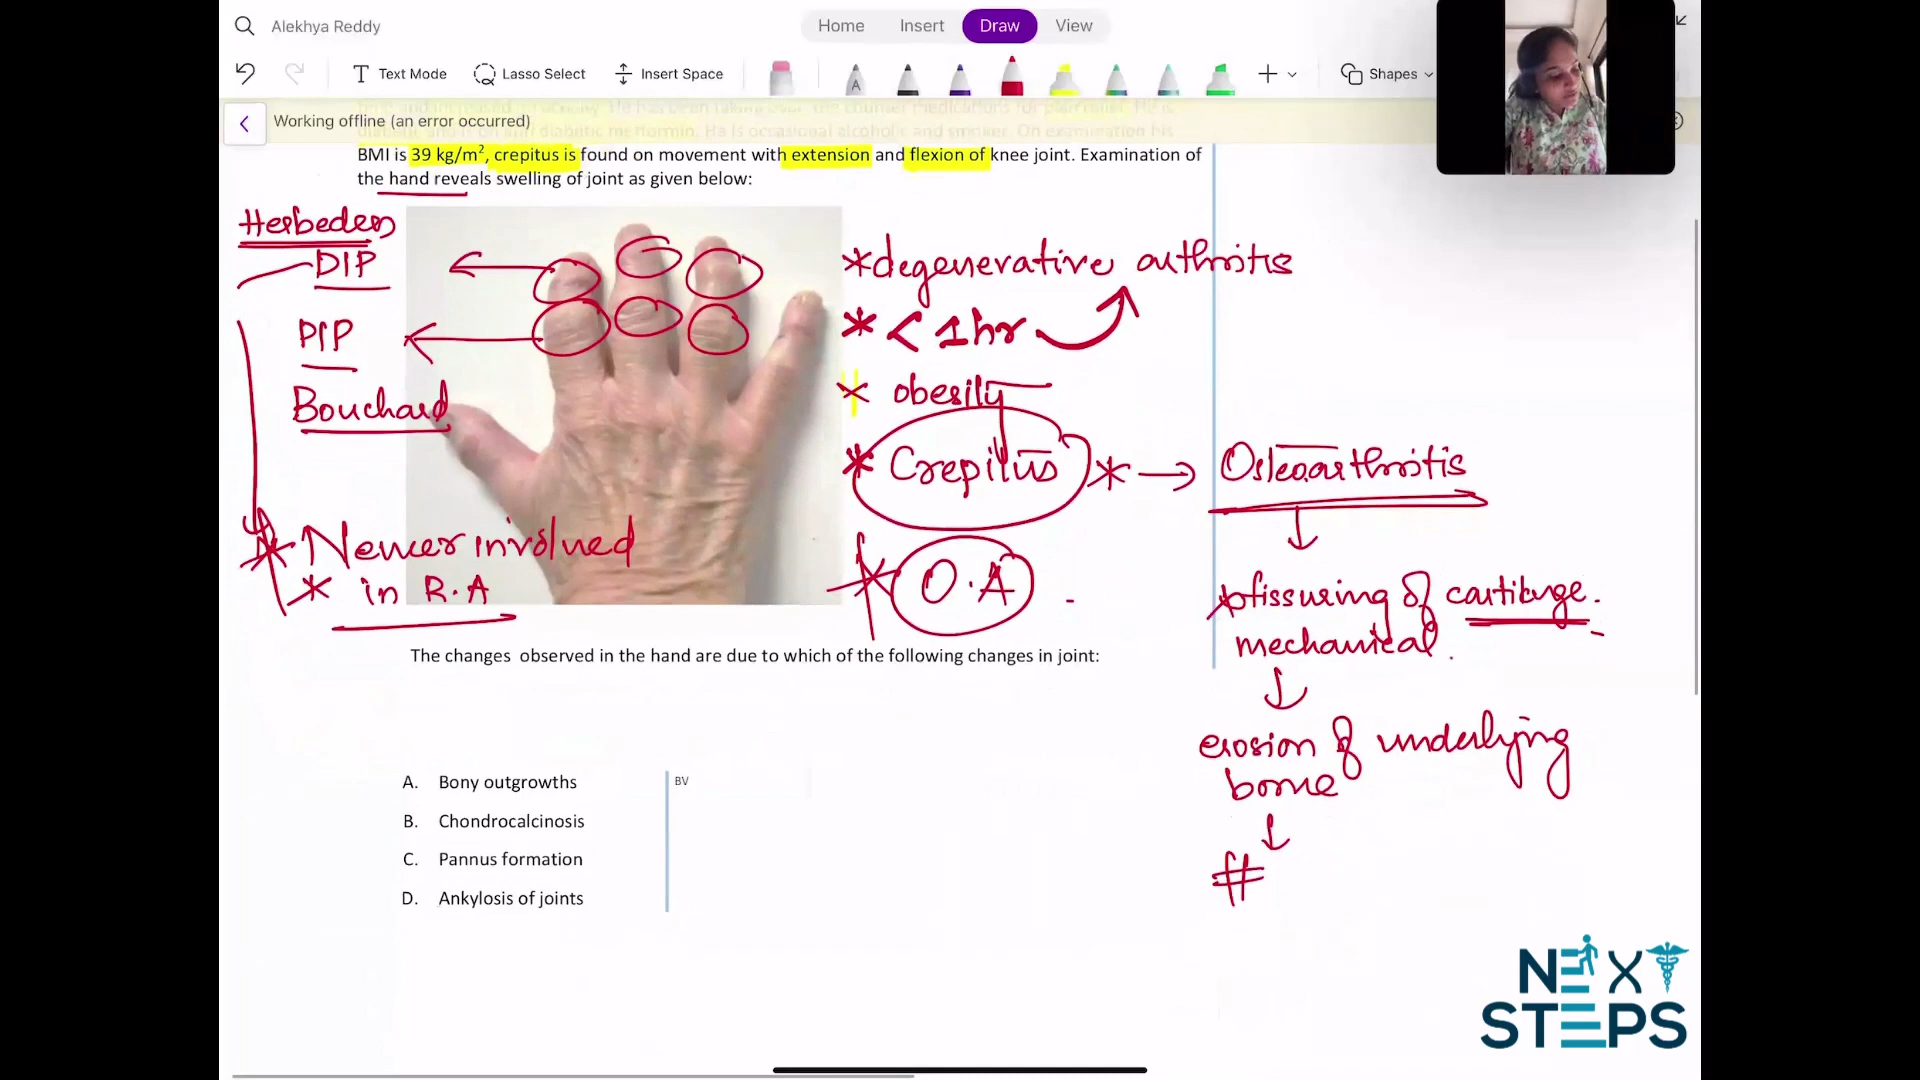 Alekhya Reddy
Home Insert Draw View
Text Mode Lasso Select Insert Space Shapes
Working offline (an error occurred)
BMI is 39 kg/m², crepitus is found on movement with extension and flexion of knee joint. Examination of
the hand reveals swelling of joint as given below:
Herbedens
DIP
PIP
Bouchard
* Never involved
* in R.A
*degenerative arthritis
* < 1hr
* obesity
* Crepitus * → Osteoarthritis
* O.A
fissuring of cartilage.
mechanical.
erosion of underlying
bone
#
The changes observed in the hand are due to which of the following changes in joint:
A. Bony outgrowths
BV
B. Chondrocalcinosis
C. Pannus formation
D. Ankylosis of joints
NEXT
STEPS